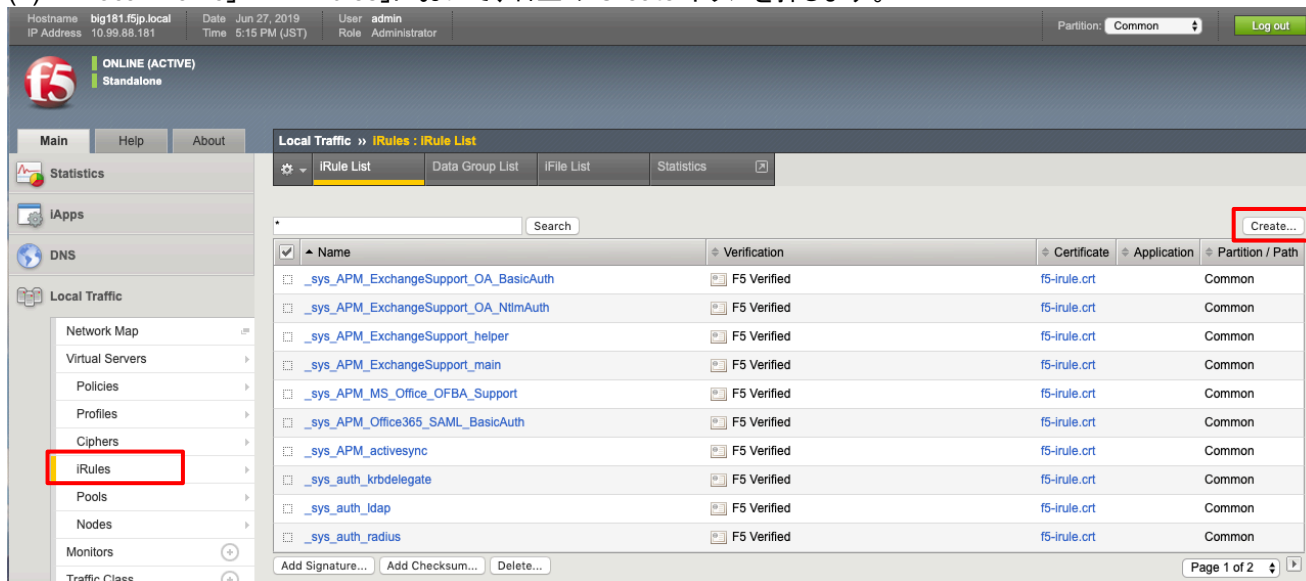 Hostname big181.f5jp.local Date Jun 27, 2019 User admin
IP Address 10.99.88.181 Time 5:15 PM (JST) Role Administrator
Partition: Common Log out
f5
ONLINE (ACTIVE)
Standalone
Main Help About
Local Traffic ›› iRules : iRule List
iRule List Data Group List iFile List Statistics
Statistics
iApps
DNS
Local Traffic
Network Map
Virtual Servers
Policies
Profiles
Ciphers
iRules
Pools
Nodes
Monitors
Traffic Class
* Search Create...
Name Verification Certificate Application Partition / Path
_sys_APM_ExchangeSupport_OA_BasicAuth F5 Verified f5-irule.crt Common
_sys_APM_ExchangeSupport_OA_NtlmAuth F5 Verified f5-irule.crt Common
_sys_APM_ExchangeSupport_helper F5 Verified f5-irule.crt Common
_sys_APM_ExchangeSupport_main F5 Verified f5-irule.crt Common
_sys_APM_MS_Office_OFBA_Support F5 Verified f5-irule.crt Common
_sys_APM_Office365_SAML_BasicAuth F5 Verified f5-irule.crt Common
_sys_APM_activesync F5 Verified f5-irule.crt Common
_sys_auth_krbdelegate F5 Verified f5-irule.crt Common
_sys_auth_ldap F5 Verified f5-irule.crt Common
_sys_auth_radius F5 Verified f5-irule.crt Common
Add Signature... Add Checksum... Delete... Page 1 of 2